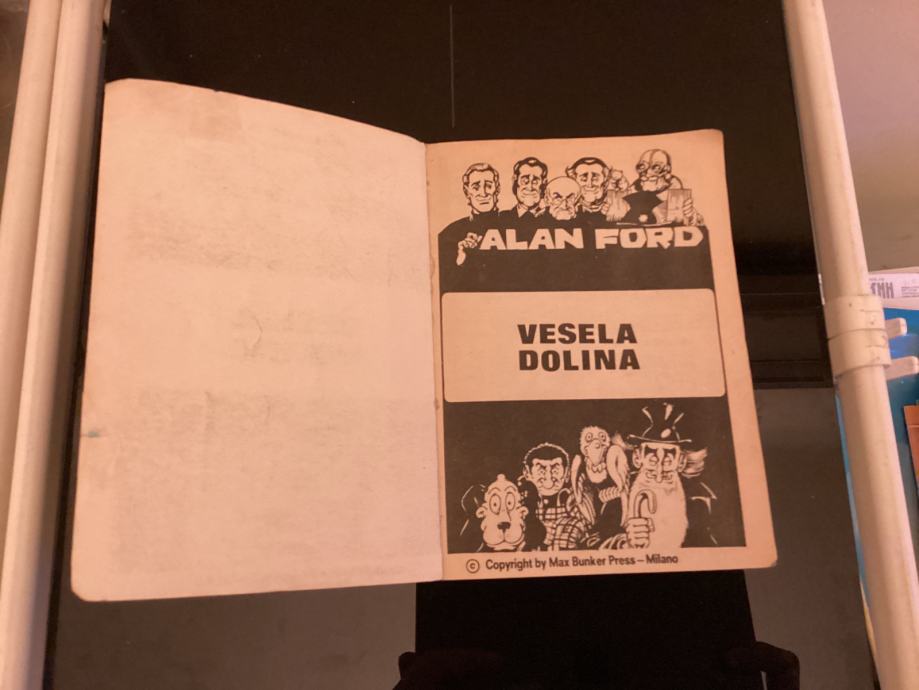 ALAN FORD
VESELA
DOLINA
© Copyright by Max Bunker Press – Milano